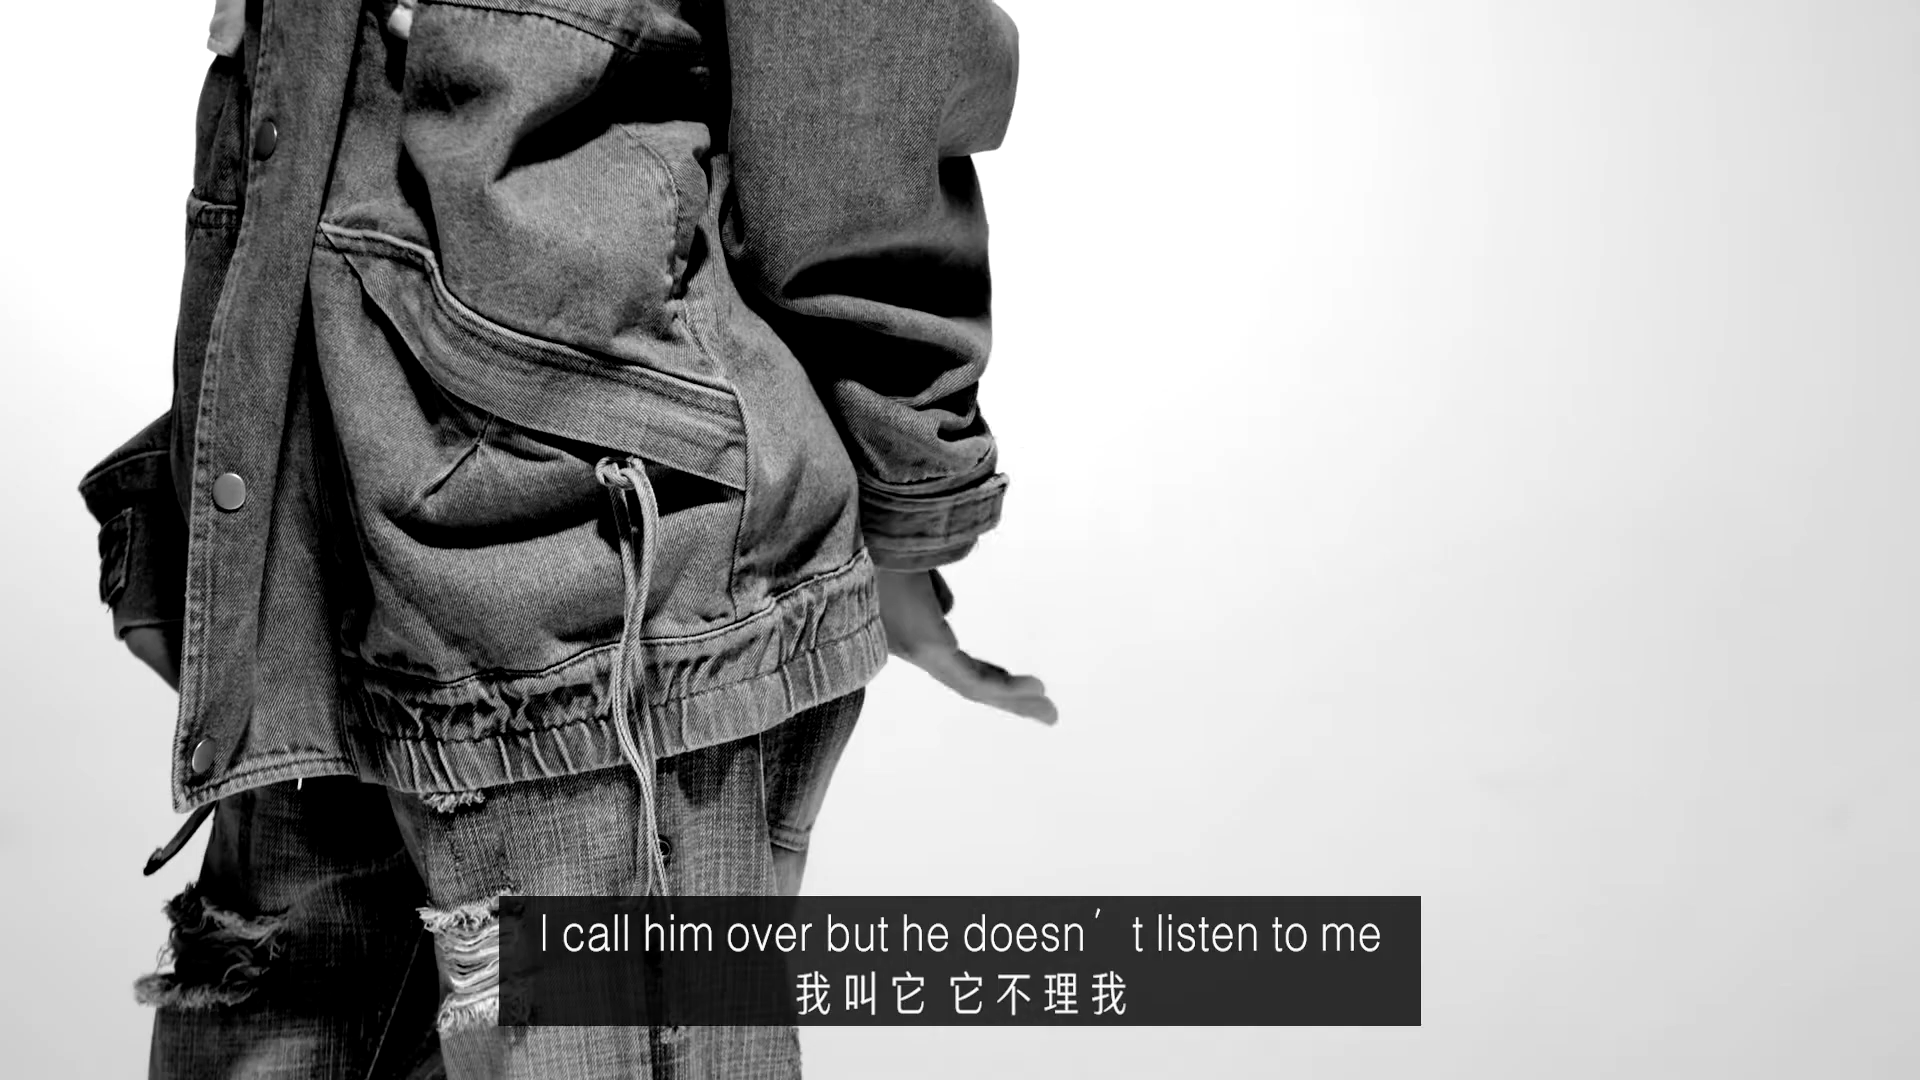 I call him over but he doesn't listen to me
我叫它 它不理我